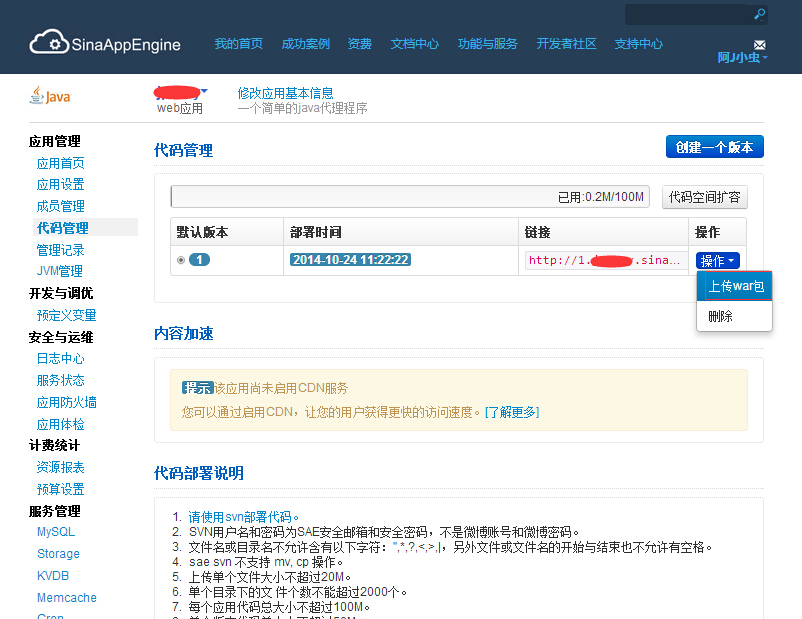 SinaAppEngine
我的首页 成功案例 资费 文档中心 功能与服务 开发者社区 支持中心
阿J小虫
Java
web应用
修改应用基本信息
一个简单的java代理程序
应用管理
应用首页
应用设置
成员管理
代码管理
管理记录
JVM管理
开发与调优
预定义变量
安全与运维
日志中心
服务状态
应用防火墙
应用体检
计费统计
资源报表
预算设置
服务管理
MySQL
Storage
KVDB
Memcache
Cron
代码管理
创建一个版本
已用:0.2M/100M
代码空间扩容
默认版本 部署时间 链接 操作
1 2014-10-24 11:22:22 http://1. .sina... 操作
上传war包
删除
内容加速
提示 该应用尚未启用CDN服务
您可以通过启用CDN，让您的用户获得更快的访问速度。[了解更多]
代码部署说明
1. 请使用svn部署代码。
2. SVN用户名和密码为SAE安全邮箱和安全密码，不是微博账号和微博密码。
3. 文件名或目录名不允许含有以下字符：",*,?,<,>,|，另外文件或文件名的开始与结束也不允许有空格。
4. sae svn 不支持 mv, cp 操作。
5. 上传单个文件大小不超过20M。
6. 单个目录下的文件个数不能超过2000个。
7. 每个应用代码总大小不超过100M。